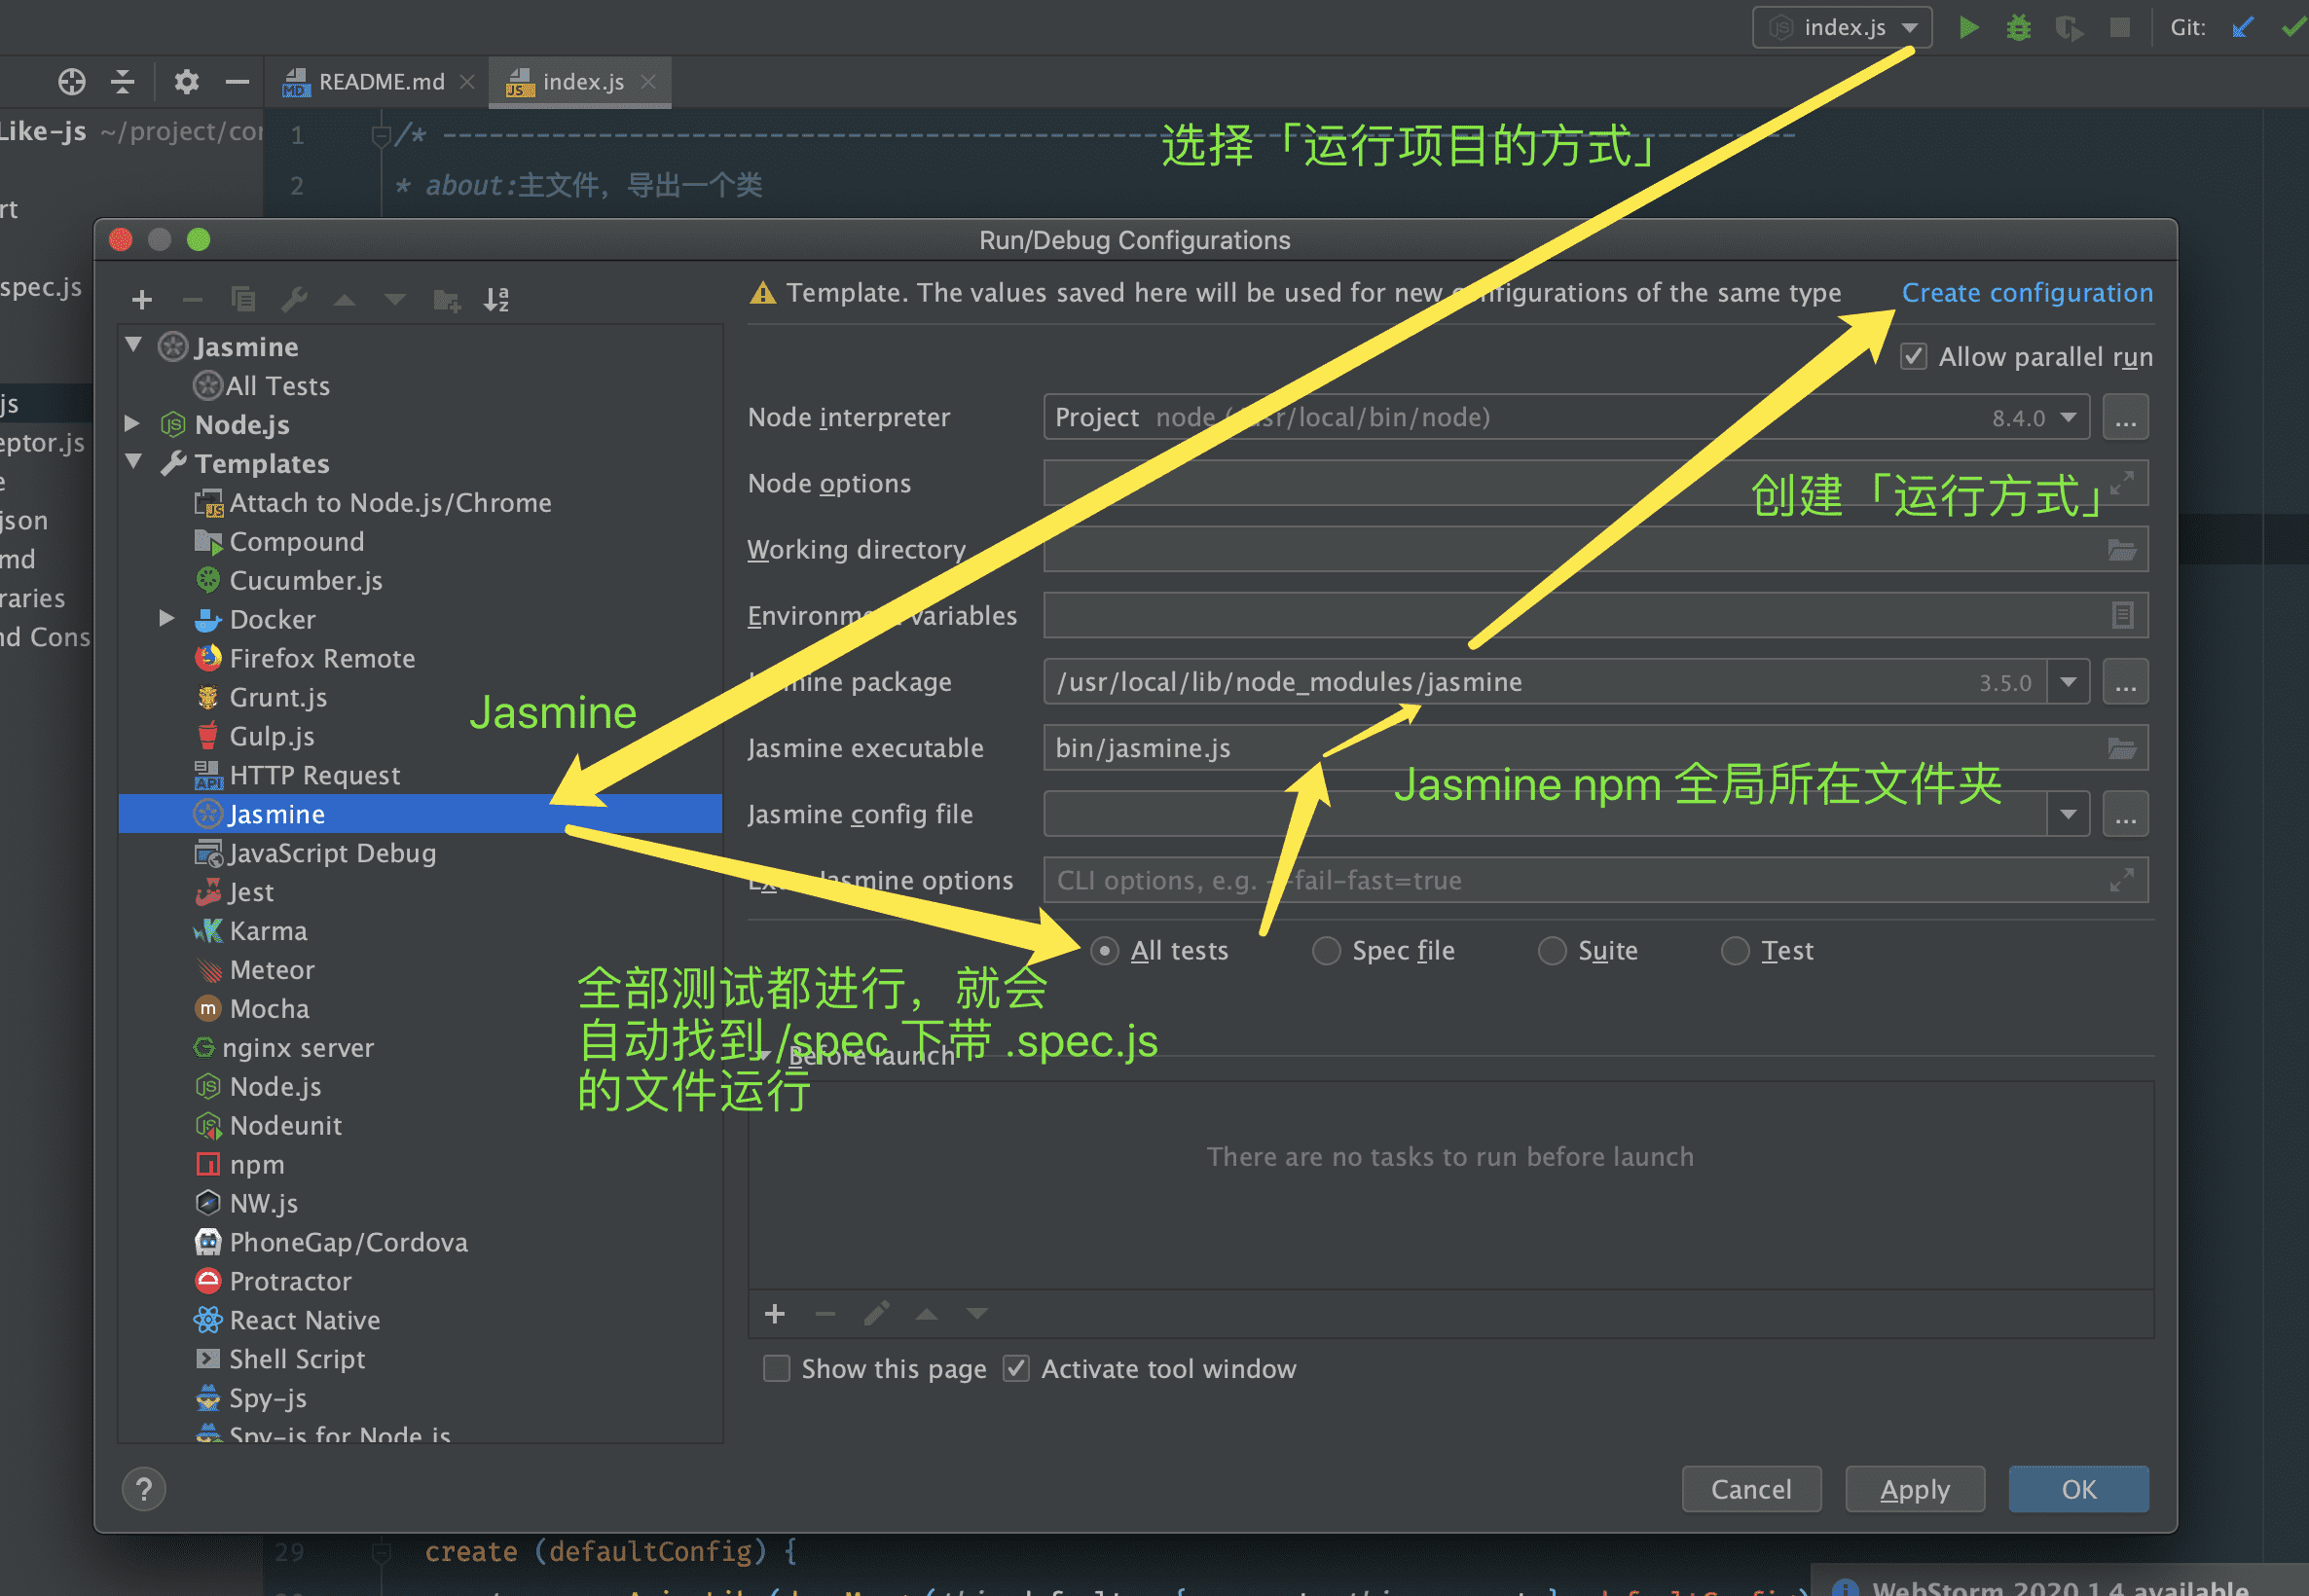 index.js
Git:
README.md
index.js
Like-js ~/project/cor
1 /* ----------------------------------------------------------------
2 * about:主文件，导出一个类
选择「运行项目的方式」
rt
spec.js
js
eptor.js
e
json
md
raries
nd Cons
Run/Debug Configurations
Jasmine
All Tests
Node.js
Templates
Attach to Node.js/Chrome
Compound
Cucumber.js
Docker
Firefox Remote
Grunt.js
Gulp.js
HTTP Request
Jasmine
JavaScript Debug
Jest
Karma
Meteor
Mocha
nginx server
Node.js
Nodeunit
npm
NW.js
PhoneGap/Cordova
Protractor
React Native
Shell Script
Spy-js
Spy-js for Node.js
Jasmine
Template. The values saved here will be used for new configurations of the same type
Create configuration
Allow parallel run
Node interpreter Project node (/usr/local/bin/node) 8.4.0 ...
Node options
创建「运行方式」
Working directory
Environment variables
Jasmine package /usr/local/lib/node_modules/jasmine 3.5.0 ...
Jasmine executable bin/jasmine.js
Jasmine npm 全局所在文件夹
Jasmine config file ...
Extra Jasmine options CLI options, e.g. --fail-fast=true
All tests Spec file Suite Test
全部测试都进行，就会
自动找到 /spec 下带 .spec.js
的文件运行
Before launch
There are no tasks to run before launch
Show this page Activate tool window
? Cancel Apply OK
29 create (defaultConfig) {
WebStorm 2020.1.4 available